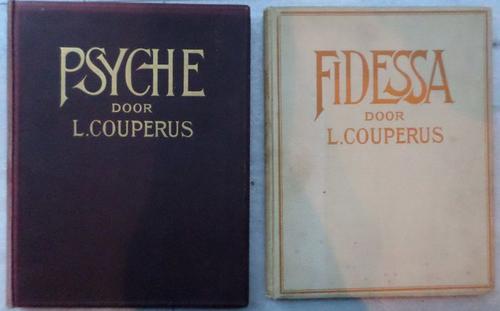 PSYCHE
DOOR
L. COUPERUS
FIDESSA
DOOR
L. COUPERUS